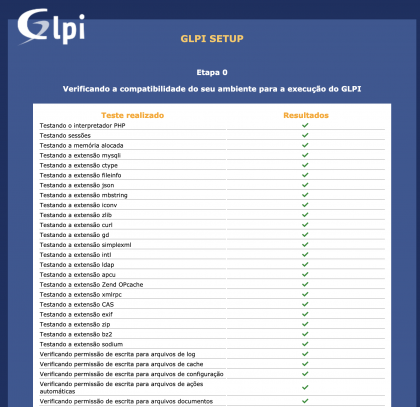 Glpi
GLPI SETUP
Etapa 0
Verificando a compatibilidade do seu ambiente para a execução do GLPI
Teste realizado Resultados
Testando o interpretador PHP
Testando sessões
Testando a memória alocada
Testando a extensão mysqli
Testando a extensão ctype
Testando a extensão fileinfo
Testando a extensão json
Testando a extensão mbstring
Testando a extensão iconv
Testando a extensão zlib
Testando a extensão curl
Testando a extensão gd
Testando a extensão simplexml
Testando a extensão intl
Testando a extensão ldap
Testando a extensão apcu
Testando a extensão Zend OPcache
Testando a extensão xmlrpc
Testando a extensão CAS
Testando a extensão exif
Testando a extensão zip
Testando a extensão bz2
Testando a extensão sodium
Verificando permissão de escrita para arquivos de log
Verificando permissão de escrita para arquivos de cache
Verificando permissão de escrita para arquivos de configuração
Verificando permissão de escrita para arquivos de ações
automáticas
Verificando permissão de escrita para arquivos documentos